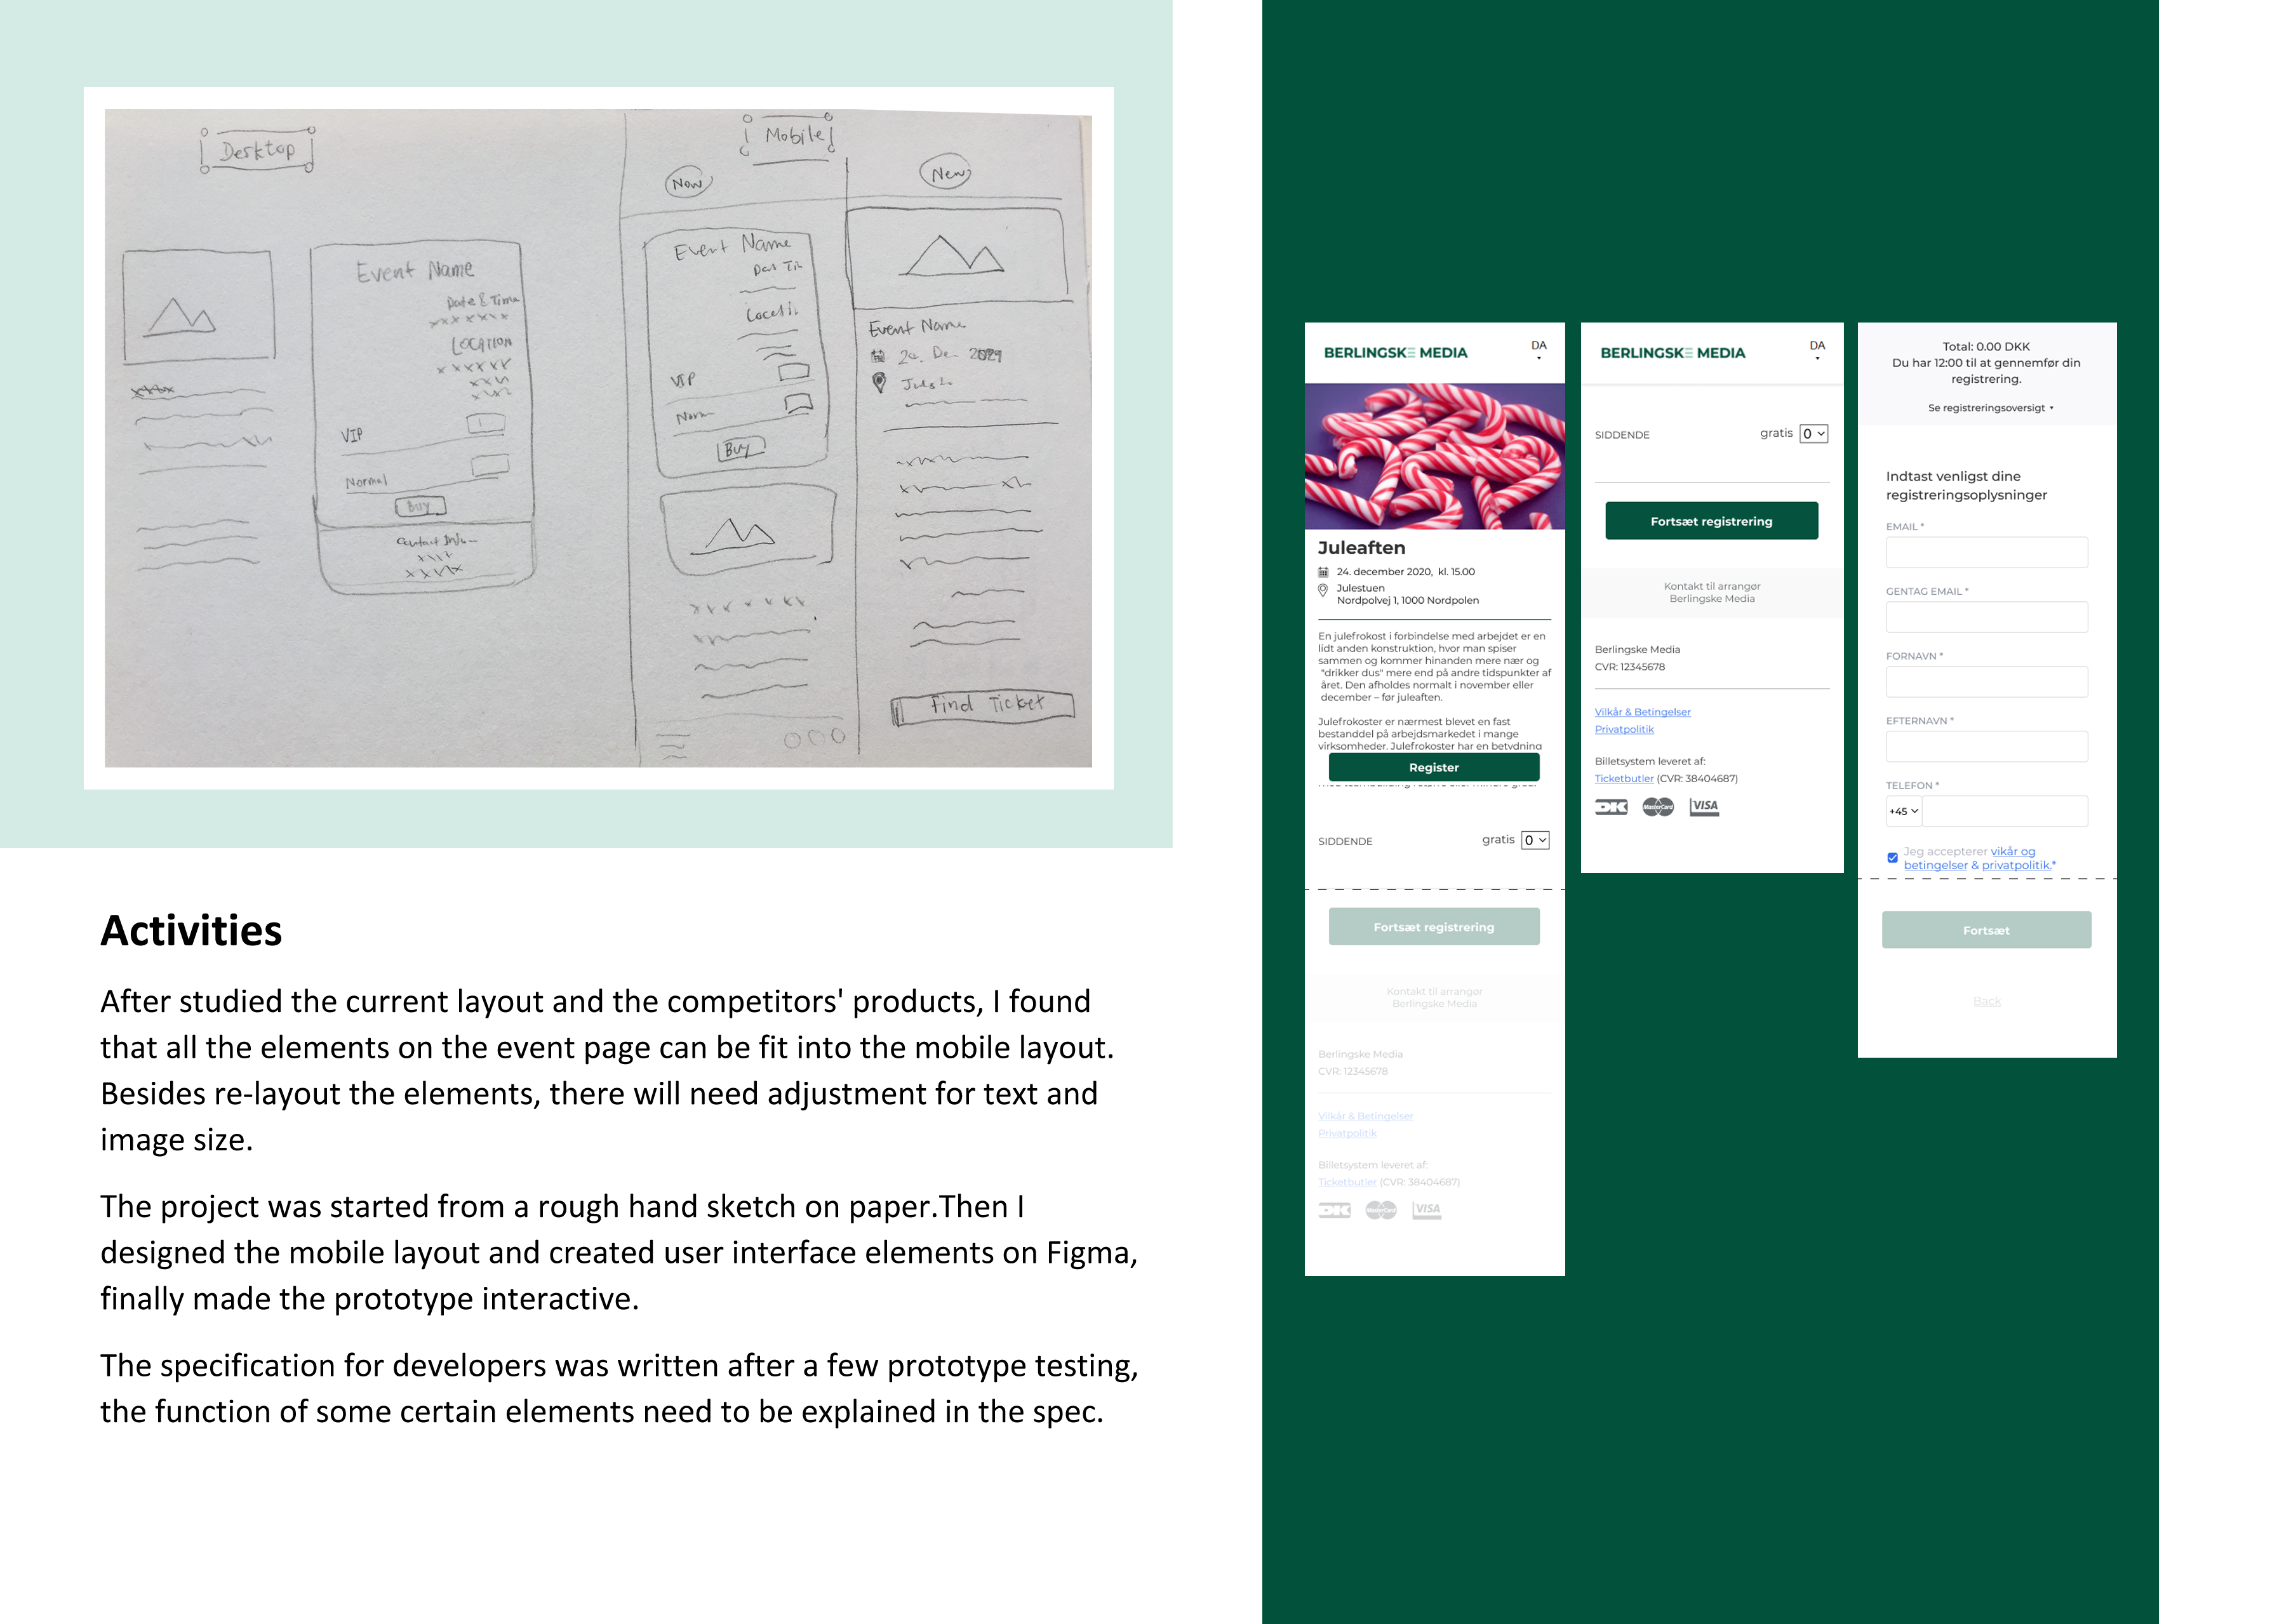 Desktop
Mobile
Now
New
Event Name
Date & Time
xxxxxxx
LOCATION
xxxxxx
VIP
Normal
Buy
Contact Info
Event Name
VIP
Norm
Buy
Event Name
Find Ticket
Activities
After studied the current layout and the competitors' products, I found
that all the elements on the event page can be fit into the mobile layout.
Besides re-layout the elements, there will need adjustment for text and
image size.
The project was started from a rough hand sketch on paper.Then I
designed the mobile layout and created user interface elements on Figma,
finally made the prototype interactive.
The specification for developers was written after a few prototype testing,
the function of some certain elements need to be explained in the spec.
BERLINGSKE MEDIA
DA
Juleaften
24. december 2020, kl. 15.00
Julestuen
Nordpolvej 1, 1000 Nordpolen
En julefrokost i forbindelse med arbejdet er en
lidt anden konstruktion, hvor man spiser
sammen og kommer hinanden mere nær og
"drikker dus" mere end på andre tidspunkter af
året. Den afholdes normalt i november eller
december – før juleaften.
Julefrokoster er nærmest blevet en fast
bestanddel på arbejdsmarkedet i mange
virksomheder. Julefrokoster har en betydning
Register
SIDDENDE gratis 0
Fortsæt registrering
Kontakt til arrangør
Berlingske Media
Berlingske Media
CVR: 12345678
Vilkår & Betingelser
Privatpolitik
Billetsystem leveret af:
Ticketbutler (CVR: 38404687)
DK MasterCard VISA
BERLINGSKE MEDIA
DA
SIDDENDE gratis 0
Fortsæt registrering
Kontakt til arrangør
Berlingske Media
Berlingske Media
CVR: 12345678
Vilkår & Betingelser
Privatpolitik
Billetsystem leveret af:
Ticketbutler (CVR: 38404687)
DK MasterCard VISA
Total: 0.00 DKK
Du har 12:00 til at gennemfør din
registrering.
Se registreringsoversigt
Indtast venligst dine
registreringsoplysninger
EMAIL *
GENTAG EMAIL *
FORNAVN *
EFTERNAVN *
TELEFON *
+45
Jeg accepterer vikår og
betingelser & privatpolitik.*
Fortsæt
Back